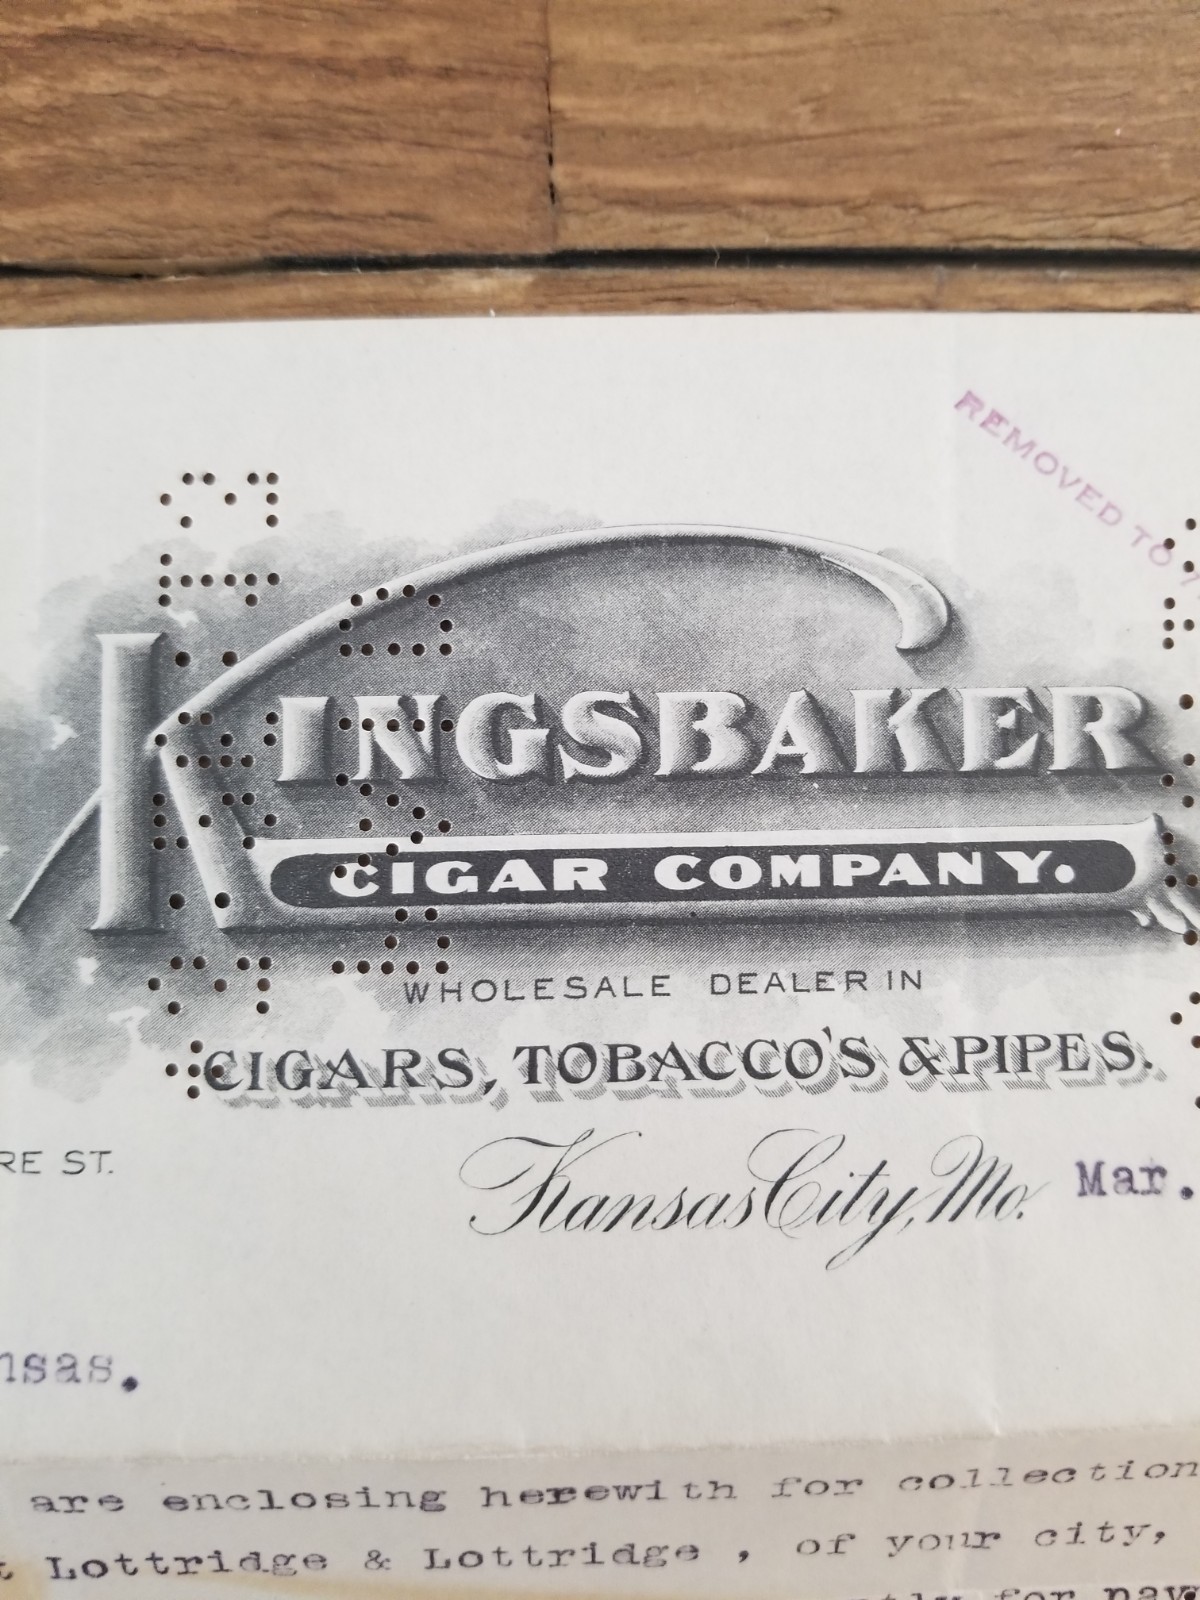 REMOVED TO
KINGSBAKER
CIGAR COMPANY.
WHOLESALE DEALER IN
CIGARS, TOBACCO'S & PIPES.
RE ST.
Kansas City, Mo. Mar.
nsas.
are enclosing herewith for collection
t Lottridge & Lottridge , of your city,
for